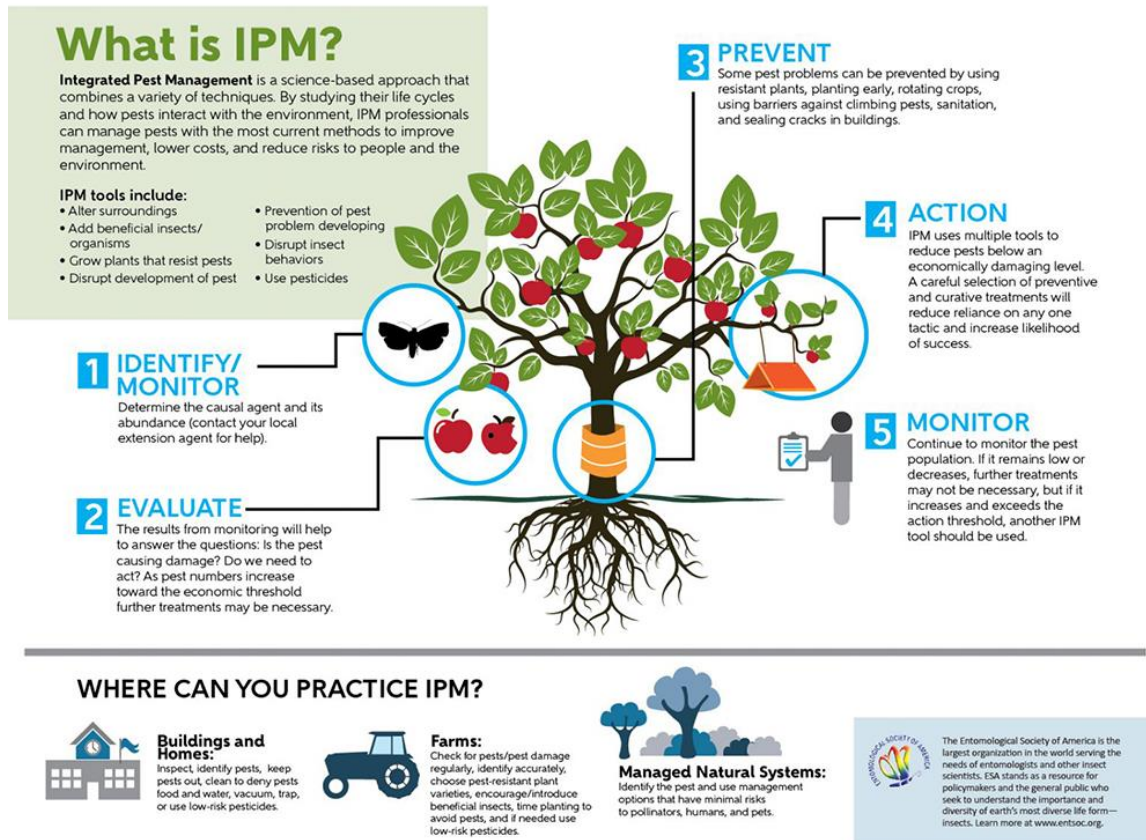 What is IPM?
Integrated Pest Management is a science-based approach that
combines a variety of techniques. By studying their life cycles
and how pests interact with the environment, IPM professionals
can manage pests with the most current methods to improve
management, lower costs, and reduce risks to people and the
environment.
IPM tools include:
• Alter surroundings
• Add beneficial insects/
organisms
• Grow plants that resist pests
• Disrupt development of pest
• Prevention of pest
problem developing
• Disrupt insect
behaviors
• Use pesticides
1 IDENTIFY/
MONITOR
Determine the causal agent and its
abundance (contact your local
extension agent for help).
2 EVALUATE
The results from monitoring will help
to answer the questions: Is the pest
causing damage? Do we need to
act? As pest numbers increase
toward the economic threshold
further treatments may be necessary.
3 PREVENT
Some pest problems can be prevented by using
resistant plants, planting early, rotating crops,
using barriers against climbing pests, sanitation,
and sealing cracks in buildings.
4 ACTION
IPM uses multiple tools to
reduce pests below an
economically damaging level.
A careful selection of preventive
and curative treatments will
reduce reliance on any one
tactic and increase likelihood
of success.
5 MONITOR
Continue to monitor the pest
population. If it remains low or
decreases, further treatments
may not be necessary, but if it
increases and exceeds the
action threshold, another IPM
tool should be used.
WHERE CAN YOU PRACTICE IPM?
Buildings and
Homes:
Inspect, identify pests, keep
pests out, clean to deny pests
food and water, vacuum, trap,
or use low-risk pesticides.
Farms:
Check for pests/pest damage
regularly, identify accurately,
choose pest-resistant plant
varieties, encourage/introduce
beneficial insects, time planting to
avoid pests, and if needed use
low-risk pesticides.
Managed Natural Systems:
Identify the pest and use management
options that have minimal risks
to pollinators, humans, and pets.
ENTOMOLOGICAL SOCIETY OF AMERICA
The Entomological Society of America is the
largest organization in the world serving the
needs of entomologists and other insect
scientists. ESA stands as a resource for
policymakers and the general public who
seek to understand the importance and
diversity of earth's most diverse life form—
insects. Learn more at www.entsoc.org.